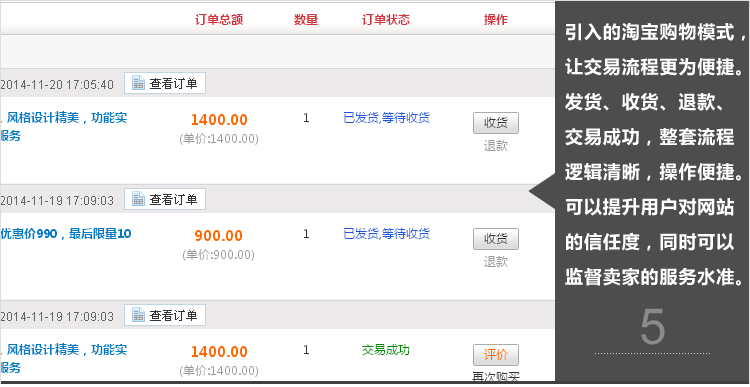 订单总额 数量 订单状态 操作
2014-11-20 17:05:40 查看订单
, 风格设计精美，功能实 1400.00 1 已发货,等待收货 收货
服务 (单价:1400.00) 退款
2014-11-19 17:09:03 查看订单
优惠价990，最后限量10 900.00 1 已发货,等待收货 收货
(单价:900.00) 退款
2014-11-19 17:09:03 查看订单
, 风格设计精美，功能实 1400.00 1 交易成功 评价
服务 (单价:1400.00) 再次购买
引入的淘宝购物模式，
让交易流程更为便捷。
发货、收货、退款、
交易成功，整套流程
逻辑清晰，操作便捷。
可以提升用户对网站
的信任度，同时可以
监督卖家的服务水准。
5